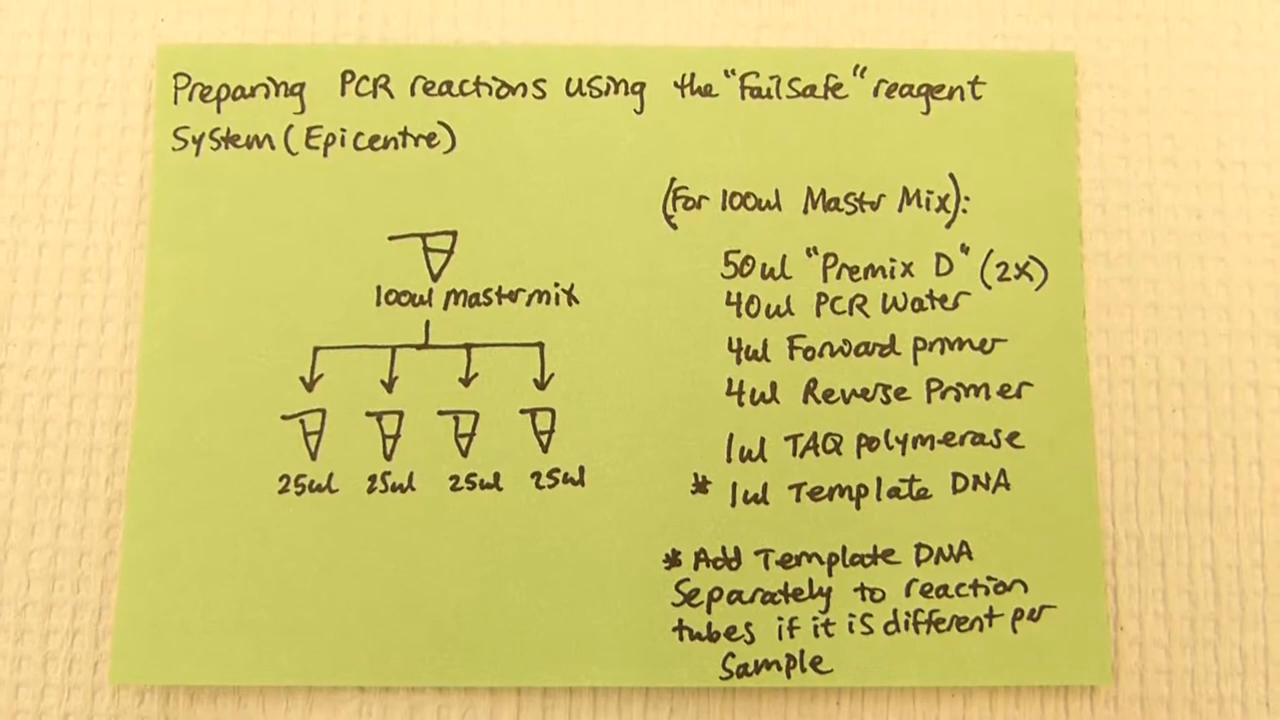 Preparing PCR reactions using the "FailSafe" reagent
System (Epicentre)
100ul mastermix
25ul 25ul 25ul 25ul
(For 100ul Mastr Mix):
50ul "Premix D" (2x)
40ul PCR Water
4ul Forward primer
4ul Reverse Primer
1ul TAQ polymerase
* 1ul Template DNA
* Add Template DNA
Separately to reaction
tubes if it is different per
Sample